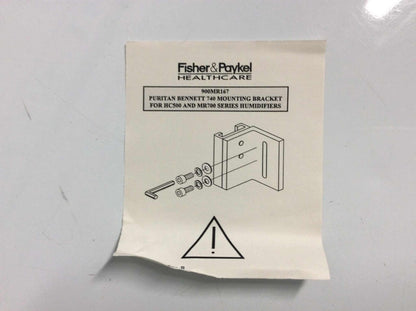 Fisher&Paykel
HEALTHCARE
900MR167
PURITAN BENNETT 740 MOUNTING BRACKET
FOR HC500 AND MR700 SERIES HUMIDIFIERS
!